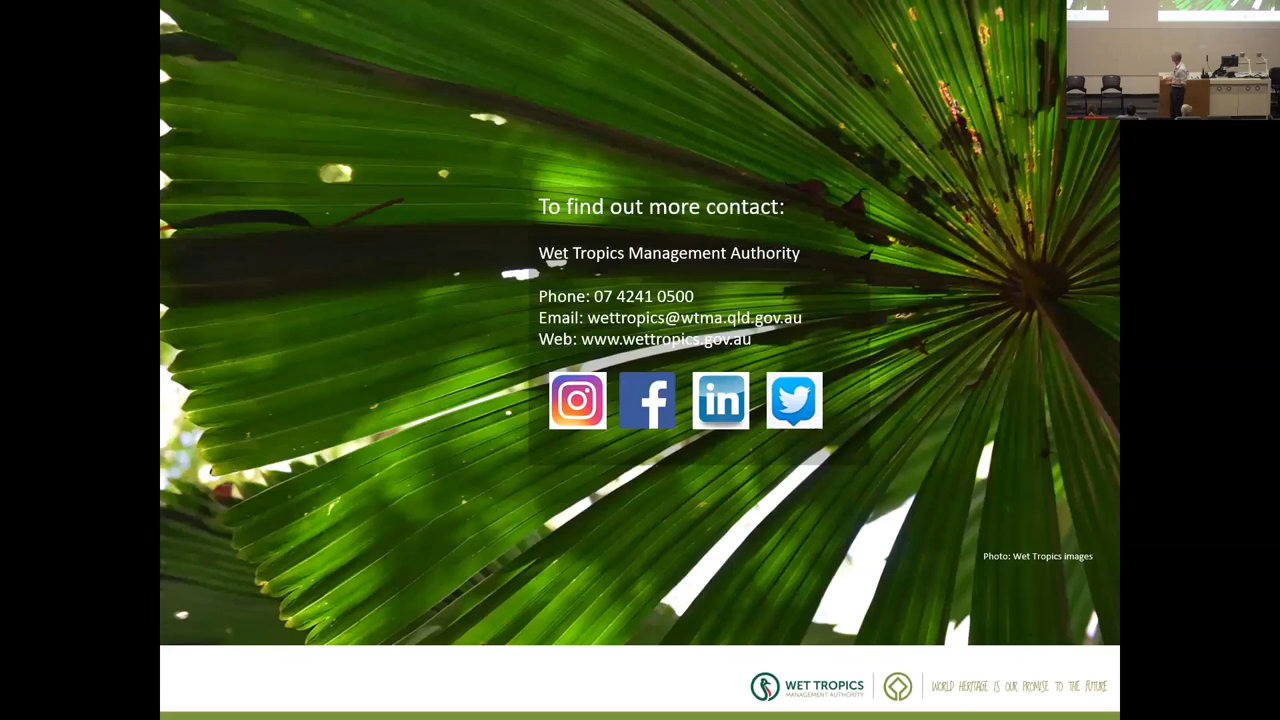 To find out more contact:
Wet Tropics Management Authority
Phone: 07 4241 0500
Email: wettropics@wtma.qld.gov.au
Web: www.wettropics.gov.au
in
Photo: Wet Tropics images
WET TROPICS
MANAGEMENT AUTHORITY
WORLD HERITAGE IS OUR PROMISE TO THE FUTURE